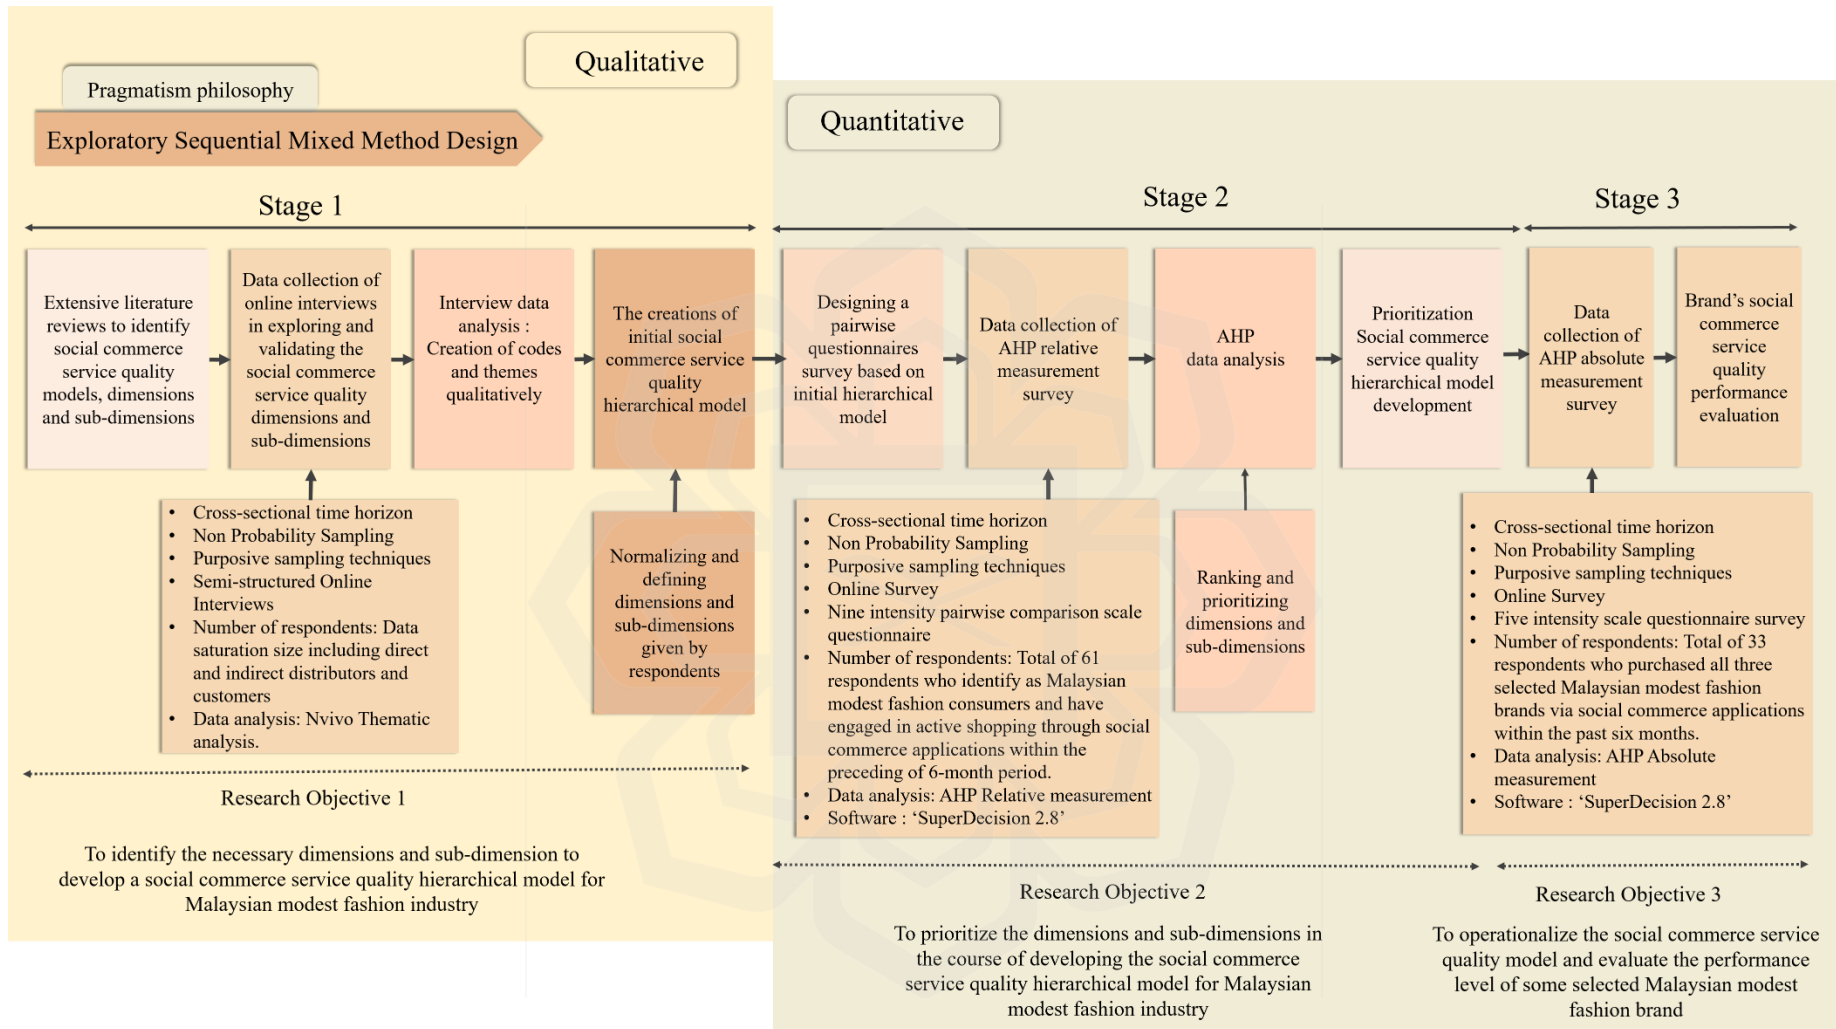 Qualitative
Pragmatism philosophy
Exploratory Sequential Mixed Method Design
Quantitative
Stage 1
Stage 2
Stage 3
Extensive literature
reviews to identify
social commerce
service quality
models, dimensions
and sub-dimensions
Data collection of
online interviews
in exploring and
validating the
social commerce
service quality
dimensions and
sub-dimensions
Interview data
analysis :
Creation of codes
and themes
qualitatively
The creations of
initial social
commerce service
quality
hierarchical model
Designing a
pairwise
questionnaires
survey based on
initial hierarchical
model
Data collection of
AHP relative
measurement
survey
AHP
data analysis
Prioritization
Social commerce
service quality
hierarchical model
development
Data
collection of
AHP absolute
measurement
survey
Brand’s social
commerce
service
quality
performance
evaluation
• Cross-sectional time horizon
• Non Probability Sampling
• Purposive sampling techniques
• Semi-structured Online
Interviews
• Number of respondents: Data
saturation size including direct
and indirect distributors and
customers
• Data analysis: Nvivo Thematic
analysis.
Normalizing and
defining
dimensions and
sub-dimensions
given by
respondents
• Cross-sectional time horizon
• Non Probability Sampling
• Purposive sampling techniques
• Online Survey
• Nine intensity pairwise comparison scale
questionnaire
• Number of respondents: Total of 61
respondents who identify as Malaysian
modest fashion consumers and have
engaged in active shopping through social
commerce applications within the
preceding of 6-month period.
• Data analysis: AHP Relative measurement
• Software : ‘SuperDecision 2.8’
Ranking and
prioritizing
dimensions and
sub-dimensions
• Cross-sectional time horizon
• Non Probability Sampling
• Purposive sampling techniques
• Online Survey
• Five intensity scale questionnaire survey
• Number of respondents: Total of 33
respondents who purchased all three
selected Malaysian modest fashion
brands via social commerce applications
within the past six months.
• Data analysis: AHP Absolute
measurement
• Software : ‘SuperDecision 2.8’
Research Objective 1
To identify the necessary dimensions and sub-dimension to
develop a social commerce service quality hierarchical model for
Malaysian modest fashion industry
Research Objective 2
To prioritize the dimensions and sub-dimensions in
the course of developing the social commerce
service quality hierarchical model for Malaysian
modest fashion industry
Research Objective 3
To operationalize the social commerce service
quality model and evaluate the performance
level of some selected Malaysian modest
fashion brand